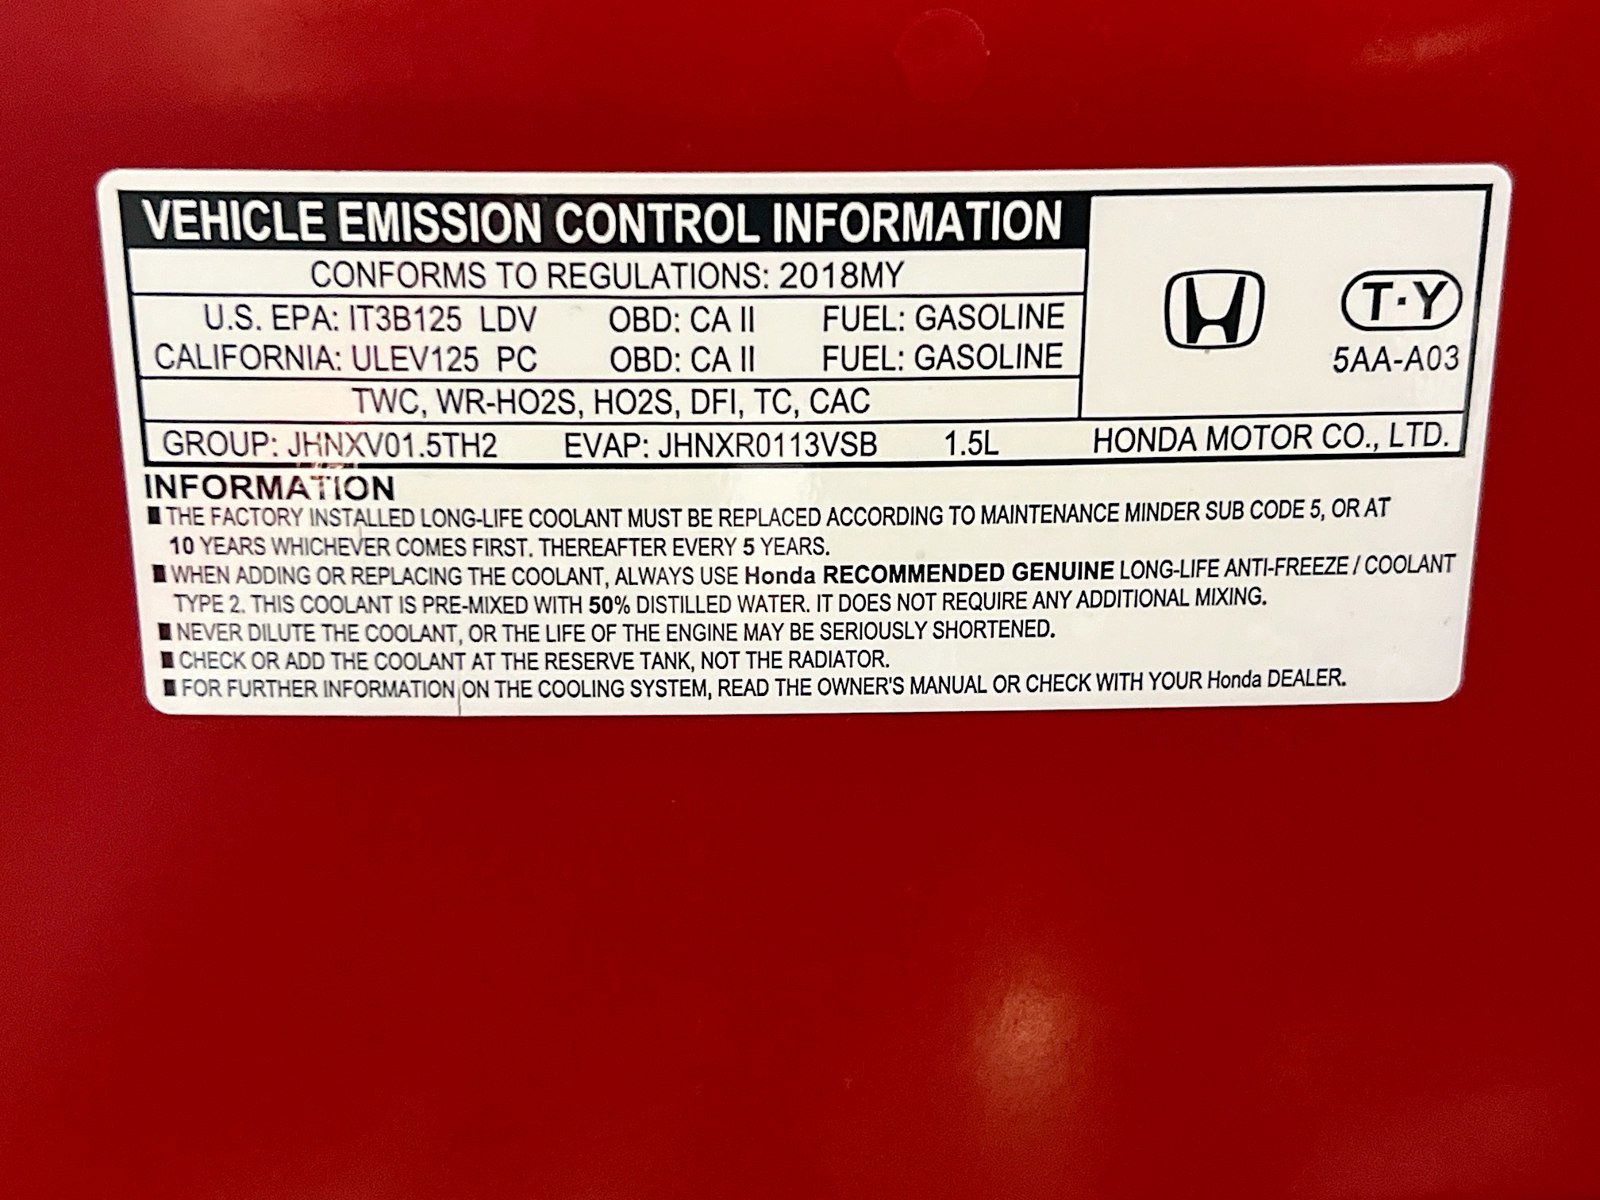 VEHICLE EMISSION CONTROL INFORMATION
CONFORMS TO REGULATIONS: 2018MY
U.S. EPA: IT3B125 LDV OBD: CA II FUEL: GASOLINE
CALIFORNIA: ULEV125 PC OBD: CA II FUEL: GASOLINE
T·Y
5AA-A03
TWC, WR-HO2S, HO2S, DFI, TC, CAC
GROUP: JHNXV01.5TH2 EVAP: JHNXR0113VSB 1.5L HONDA MOTOR CO., LTD.
INFORMATION
■ THE FACTORY INSTALLED LONG-LIFE COOLANT MUST BE REPLACED ACCORDING TO MAINTENANCE MINDER SUB CODE 5, OR AT
10 YEARS WHICHEVER COMES FIRST. THEREAFTER EVERY 5 YEARS.
■ WHEN ADDING OR REPLACING THE COOLANT, ALWAYS USE Honda RECOMMENDED GENUINE LONG-LIFE ANTI-FREEZE / COOLANT
TYPE 2. THIS COOLANT IS PRE-MIXED WITH 50% DISTILLED WATER. IT DOES NOT REQUIRE ANY ADDITIONAL MIXING.
■ NEVER DILUTE THE COOLANT, OR THE LIFE OF THE ENGINE MAY BE SERIOUSLY SHORTENED.
■ CHECK OR ADD THE COOLANT AT THE RESERVE TANK, NOT THE RADIATOR.
■ FOR FURTHER INFORMATION ON THE COOLING SYSTEM, READ THE OWNER'S MANUAL OR CHECK WITH YOUR Honda DEALER.